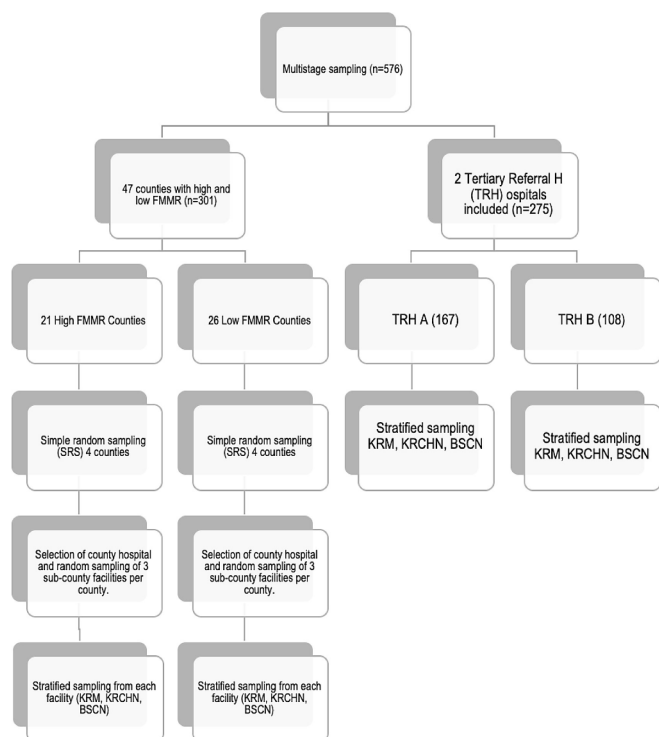 Multistage sampling (n=576)
47 counties with high and
low FMMR (n=301)
2 Tertiary Referral H
(TRH) ospitals
included (n=275)
21 High FMMR Counties
26 Low FMMR Counties
TRH A (167)
TRH B (108)
Simple random sampling
(SRS) 4 counties
Simple random sampling
(SRS) 4 counties
Stratified sampling
KRM, KRCHN, BSCN
Stratified sampling
KRM, KRCHN, BSCN
Selection of county hospital
and random sampling of 3
sub-county facilities per
county.
Selection of county hospital
and random sampling of 3
sub-county facilities per
county.
Stratified sampling from each
facility (KRM, KRCHN,
BSCN)
Stratified sampling from each
facility (KRM, KRCHN,
BSCN)